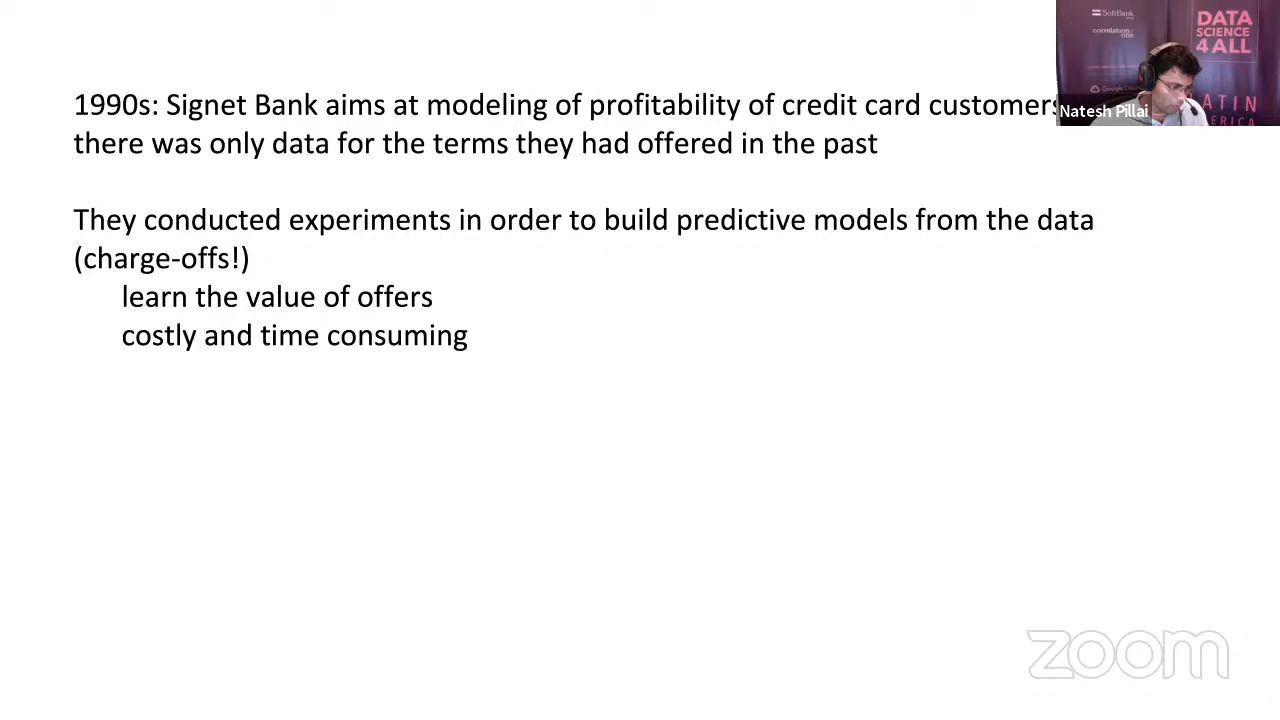 1990s: Signet Bank aims at modeling of profitability of credit card customers
there was only data for the terms they had offered in the past
They conducted experiments in order to build predictive models from the data
(charge-offs!)
learn the value of offers
costly and time consuming
SoftBank
correlation
one
DATA
SCIENCE
4 ALL
Google
Natesh Pillai
zoom